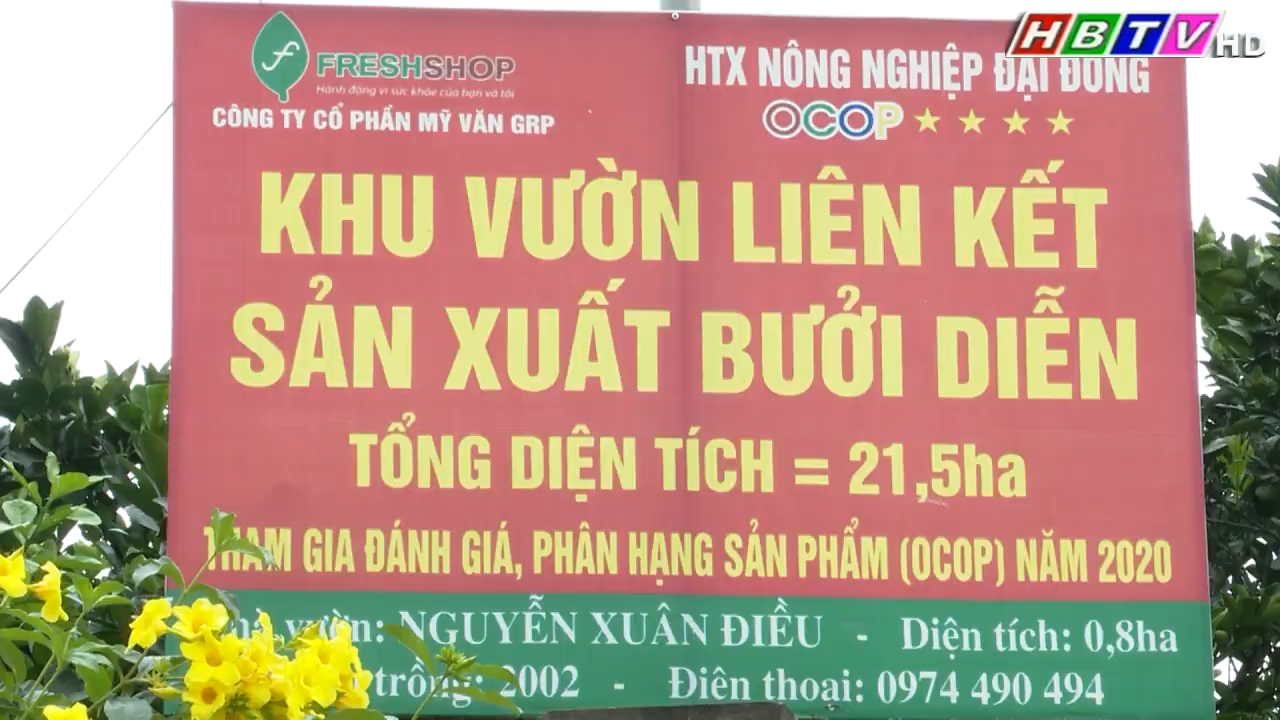 HBTV HD
FRESHSHOP
Hành động vì sức khỏe của bạn và tôi
CÔNG TY CỔ PHẦN MỸ VĂN GRP
HTX NÔNG NGHIỆP ĐẠI ĐỒNG
OCOP
KHU VƯỜN LIÊN KẾT
SẢN XUẤT BƯỞI DIỄN
TỔNG DIỆN TÍCH = 21,5ha
THAM GIA ĐÁNH GIÁ, PHÂN HẠNG SẢN PHẨM (OCOP) NĂM 2020
vườn: NGUYỄN XUÂN ĐIỀU - Diện tích: 0,8ha
trồng: 2002 - Điện thoại: 0974 490 494